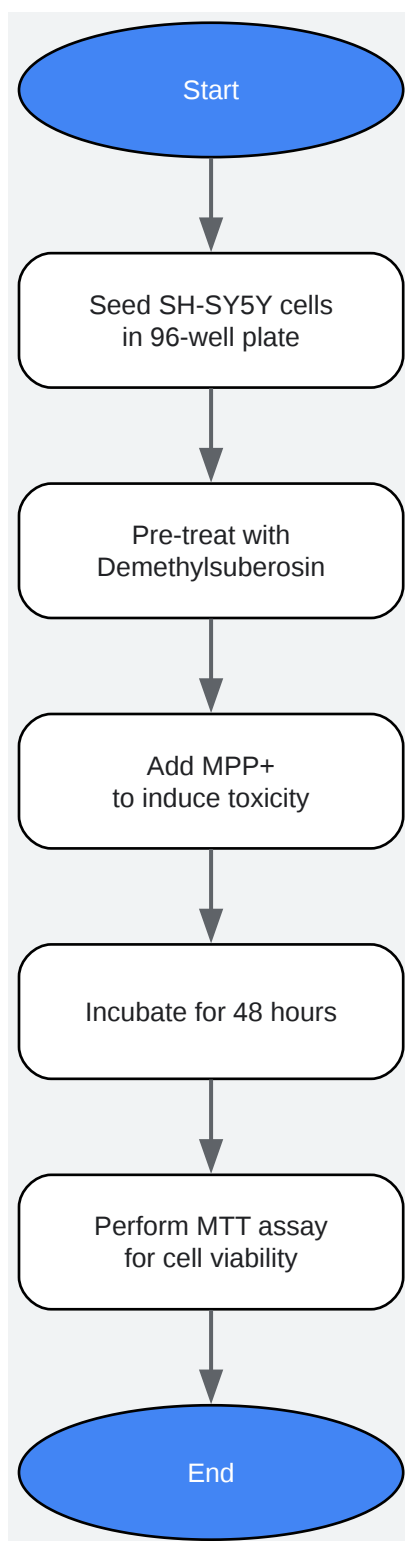 Start
Seed SH-SY5Y cells
in 96-well plate
Pre-treat with
Demethylsuberosin
Add MPP+
to induce toxicity
Incubate for 48 hours
Perform MTT assay
for cell viability
End